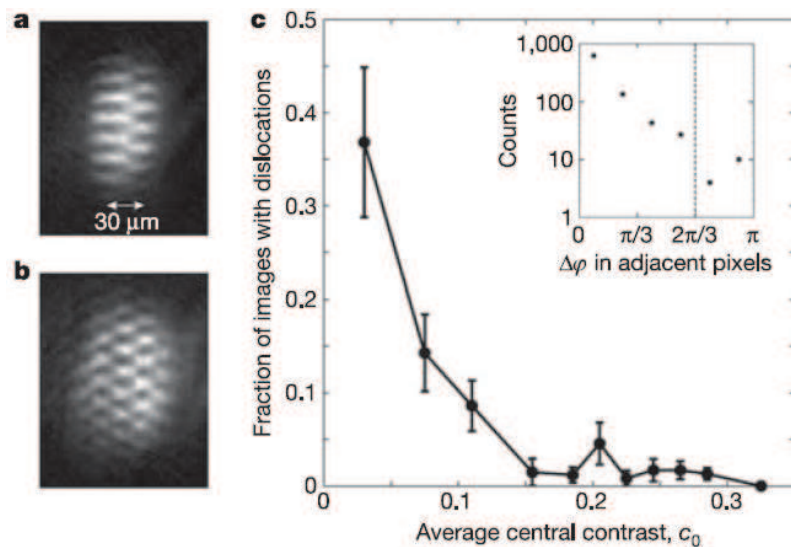 a
30 μm
b
c
Fraction of images with dislocations
0.5
0.4
0.3
0.2
0.1
0
0
0.1
0.2
0.3
Average central contrast, c0
Counts
1,000
100
10
1
0
π/3
2π/3
π
Δφ in adjacent pixels